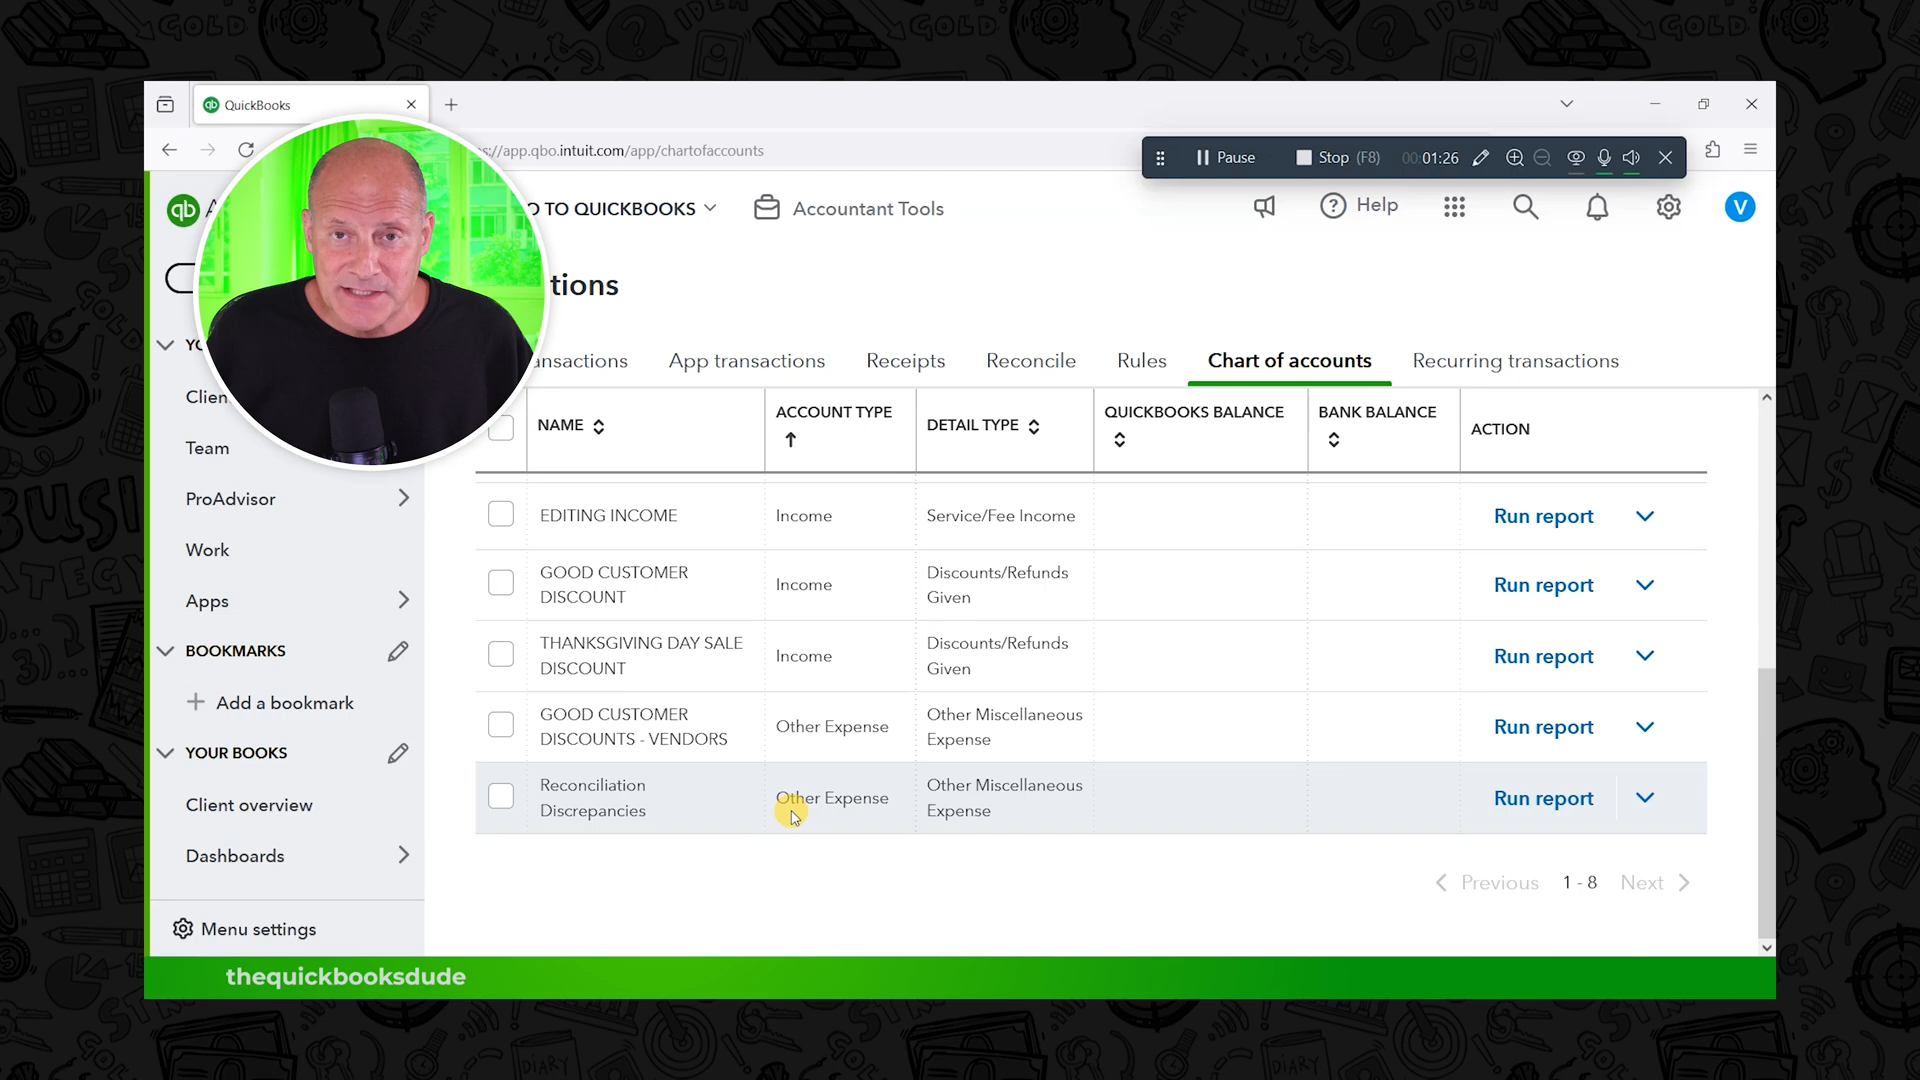 QuickBooks
s://app.qbo.intuit.com/app/chartofaccounts
Pause
Stop (F8)
00:01:26
qb
O TO QUICKBOOKS
Accountant Tools
Help
V
tions
ansactions
App transactions
Receipts
Reconcile
Rules
Chart of accounts
Recurring transactions
YO
Clien
Team
ProAdvisor
Work
Apps
BOOKMARKS
Add a bookmark
YOUR BOOKS
Client overview
Dashboards
Menu settings
NAME
ACCOUNT TYPE
DETAIL TYPE
QUICKBOOKS BALANCE
BANK BALANCE
ACTION
EDITING INCOME
Income
Service/Fee Income
Run report
GOOD CUSTOMER
DISCOUNT
Income
Discounts/Refunds
Given
Run report
THANKSGIVING DAY SALE
DISCOUNT
Income
Discounts/Refunds
Given
Run report
GOOD CUSTOMER
DISCOUNTS - VENDORS
Other Expense
Other Miscellaneous
Expense
Run report
Reconciliation
Discrepancies
Other Expense
Other Miscellaneous
Expense
Run report
Previous
1 - 8
Next
thequickbooksdude